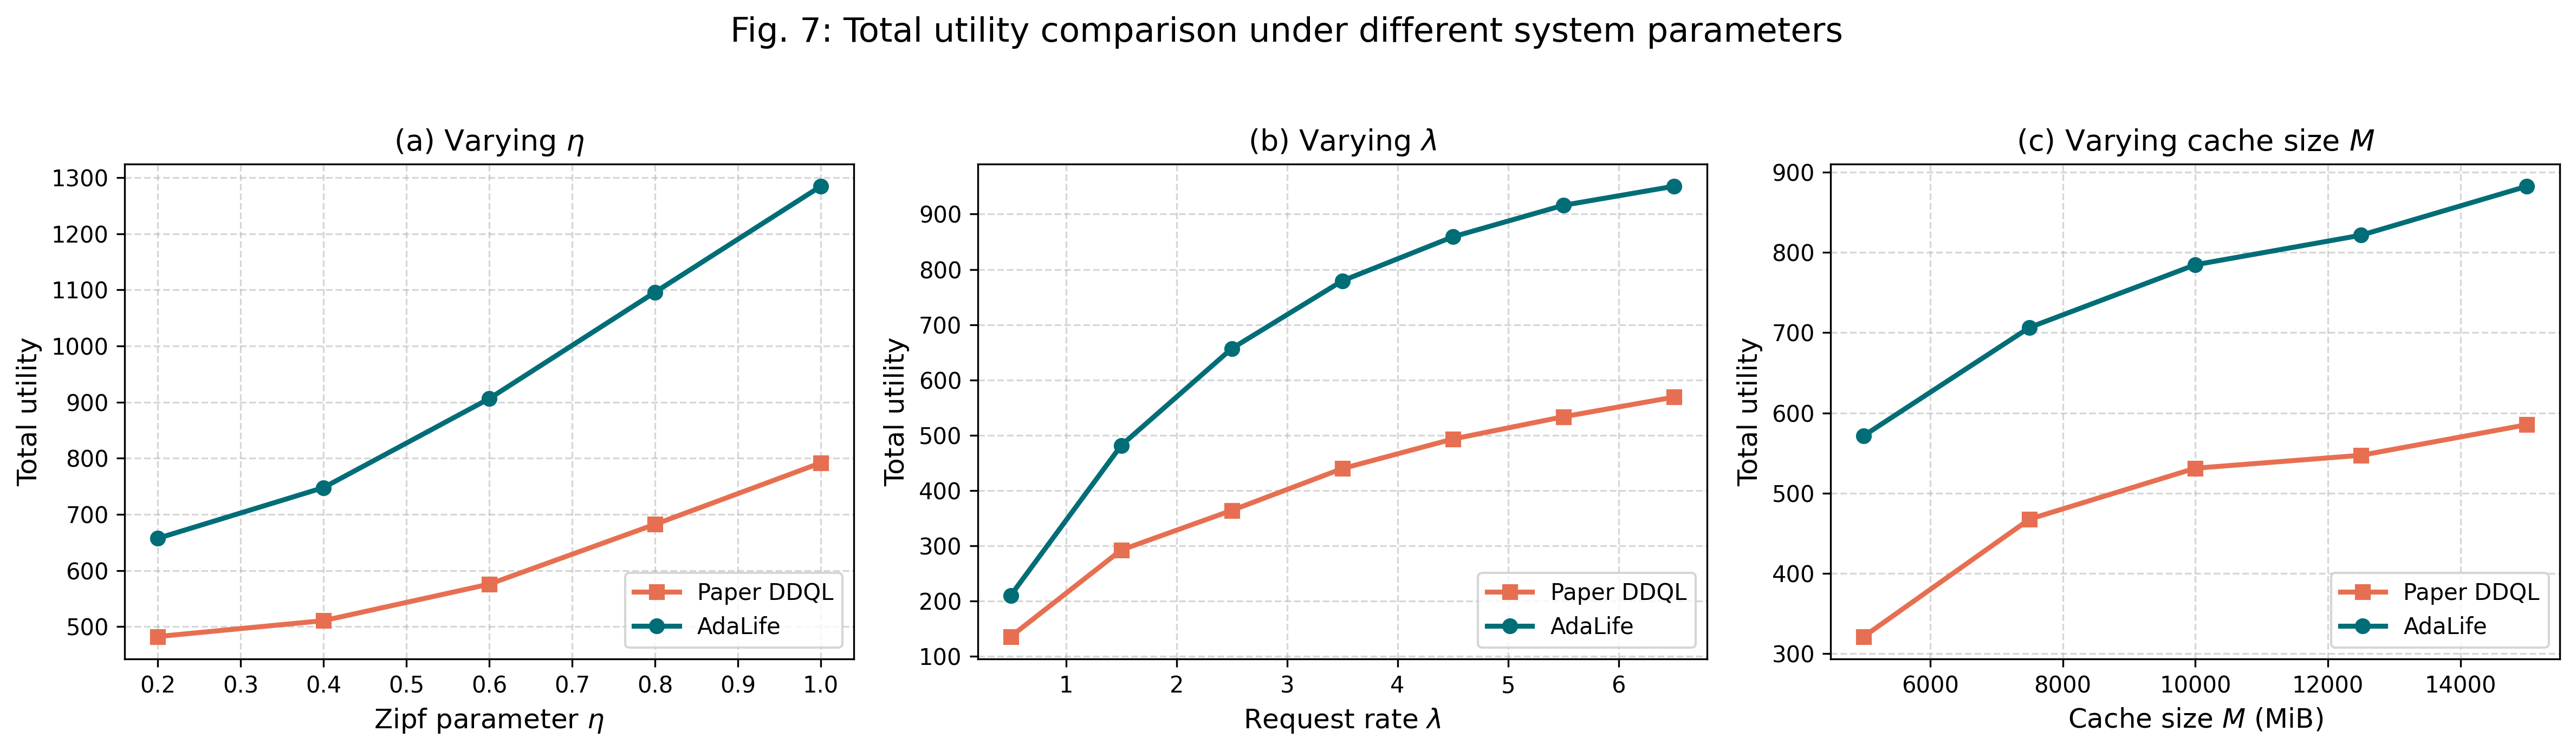 Fig. 7: Total utility comparison under different system parameters
(a) Varying η
Total utility
1300
1200
1100
1000
900
800
700
600
500
0.2 0.3 0.4 0.5 0.6 0.7 0.8 0.9 1.0
Zipf parameter η
Paper DDQL
AdaLife
(b) Varying λ
Total utility
900
800
700
600
500
400
300
200
100
1 2 3 4 5 6
Request rate λ
Paper DDQL
AdaLife
(c) Varying cache size M
Total utility
900
800
700
600
500
400
300
6000 8000 10000 12000 14000
Cache size M (MiB)
Paper DDQL
AdaLife